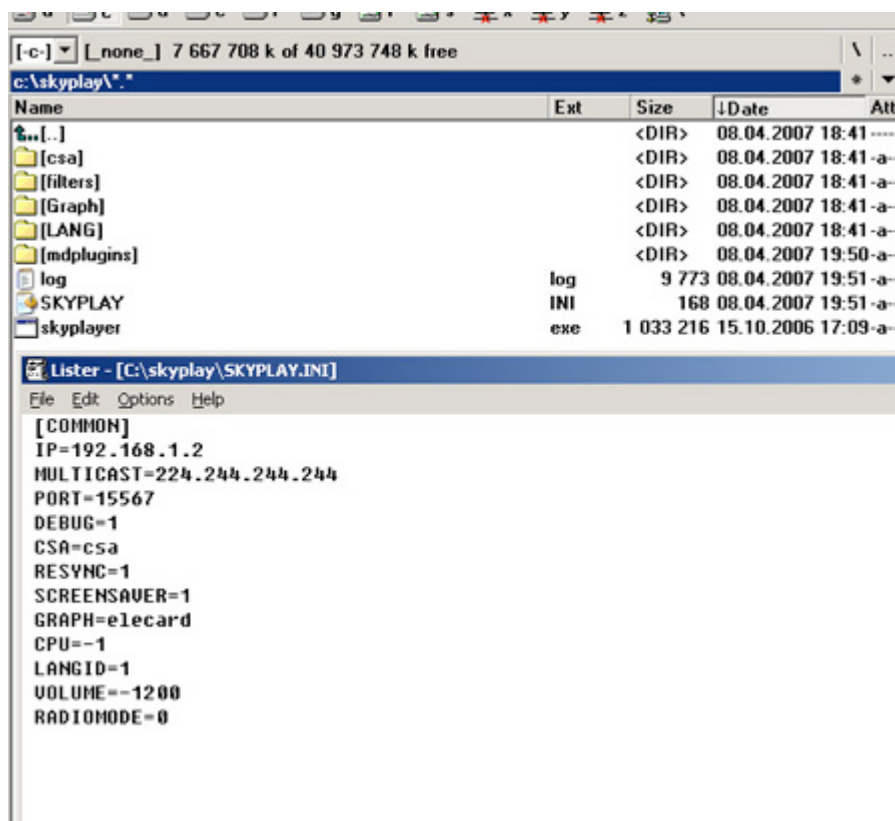 [-c-] [_none_] 7 667 708 k of 40 973 748 k free \ ..
c:\skyplay\*.* *
Name Ext Size ↓Date Att
[..] <DIR> 08.04.2007 18:41 ----
[csa] <DIR> 08.04.2007 18:41 -a-
[filters] <DIR> 08.04.2007 18:41 -a-
[Graph] <DIR> 08.04.2007 18:41 -a-
[LANG] <DIR> 08.04.2007 18:41 -a-
[mdplugins] <DIR> 08.04.2007 19:50 -a-
log log 9 773 08.04.2007 19:51 -a-
SKYPLAY INI 168 08.04.2007 19:51 -a-
skyplayer exe 1 033 216 15.10.2006 17:09 -a-
Lister - [C:\skyplay\SKYPLAY.INI]
File Edit Options Help
[COMMON]
IP=192.168.1.2
MULTICAST=224.244.244.244
PORT=15567
DEBUG=1
CSA=csa
RESYNC=1
SCREENSAVER=1
GRAPH=elecard
CPU=-1
LANGID=1
VOLUME=-1200
RADIOMODE=0